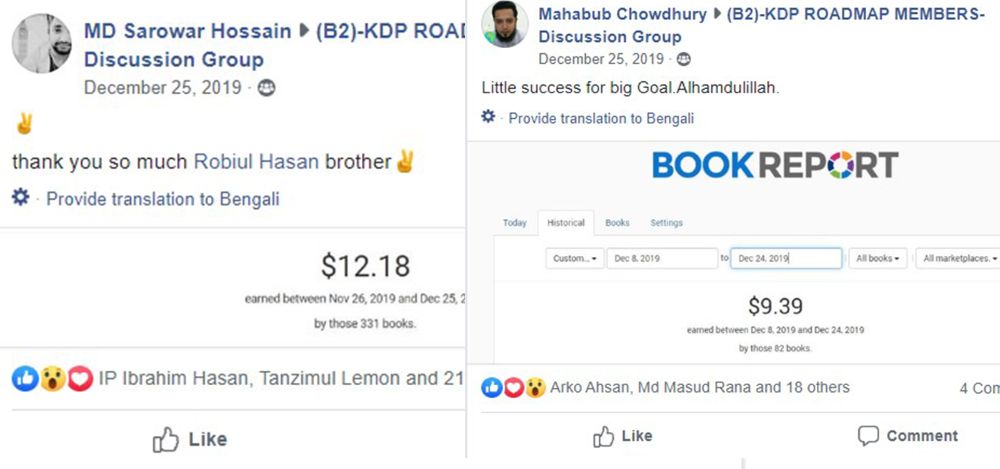 MD Sarowar Hossain ▸ (B2)-KDP ROAD
Discussion Group
December 25, 2019 ·
✌
thank you so much Robiul Hasan brother✌
· Provide translation to Bengali
$12.18
earned between Nov 26, 2019 and Dec 25, 2
by those 331 books.
IP Ibrahim Hasan, Tanzimul Lemon and 21
Like
Mahabub Chowdhury ▸ (B2)-KDP ROADMAP MEMBERS-
Discussion Group
December 25, 2019 ·
Little success for big Goal.Alhamdulillah.
· Provide translation to Bengali
BOOKREPORT
Today Historical Books Settings
Custom... Dec 8, 2019 to Dec 24, 2019 All books All marketplaces.
$9.39
earned between Dec 8, 2019 and Dec 24, 2019
by those 82 books.
Arko Ahsan, Md Masud Rana and 18 others 4 Com
Like Comment